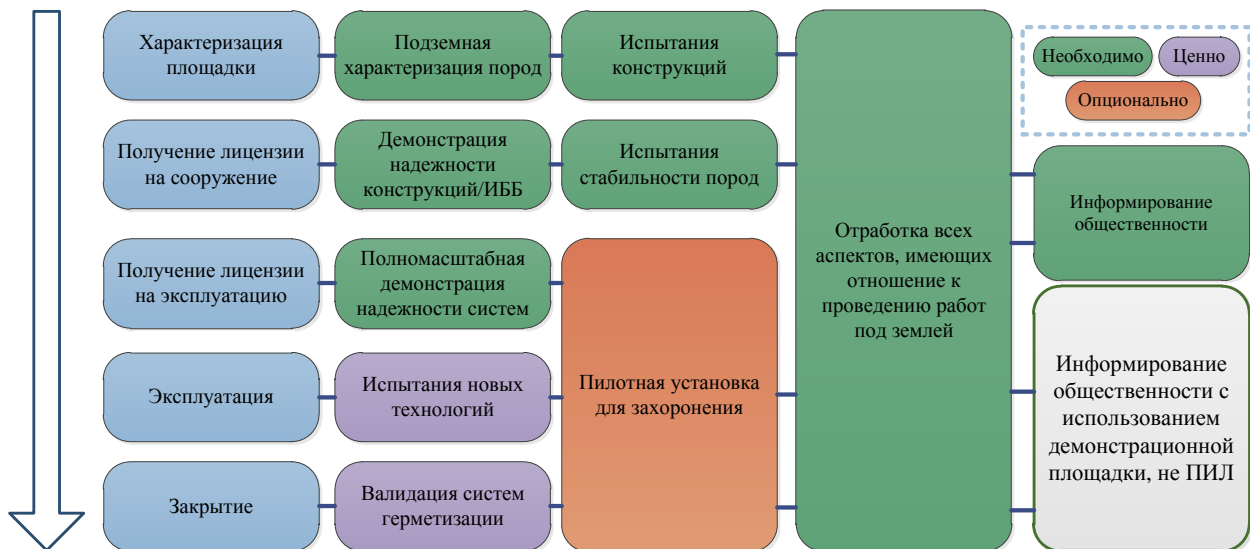 Характеризация
площадки
Подземная
характеризация пород
Испытания
конструкций
Необходимо
Ценно
Опционально
Получение лицензии
на сооружение
Демонстрация
надежности
конструкций/ИББ
Испытания
стабильности пород
Информирование
общественности
Отработка всех
аспектов, имеющих
отношение к
проведению работ
под землей
Получение лицензии
на эксплуатацию
Полномасштабная
демонстрация
надежности систем
Пилотная установка
для захоронения
Информирование
общественности с
использованием
демонстрационной
площадки, не ПИЛ
Эксплуатация
Испытания новых
технологий
Закрытие
Валидация систем
герметизации